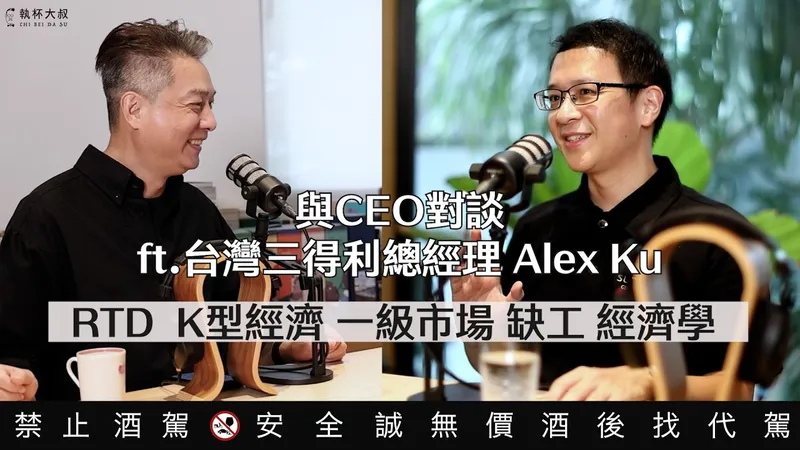 執杯大叔
CHI BEI DA SU
與CEO對談
ft.台灣三得利總經理 Alex Ku
RTD K型經濟 一級市場 缺工 經濟學
禁止酒駕 安全誠無價酒後找代駕